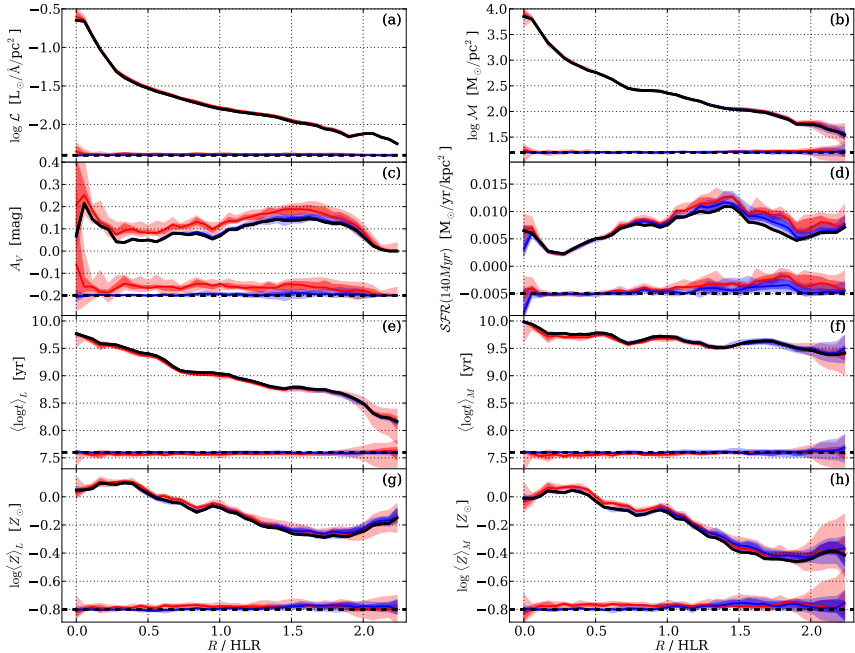 −0.5
−1.0
−1.5
−2.0
log ℒ [L⊙/Å/pc²]
(a)
4.0
3.5
3.0
2.5
2.0
1.5
log ℳ [M⊙/pc²]
(b)
0.4
0.3
0.2
0.1
0.0
−0.1
−0.2
A_V [mag]
(c)
0.015
0.010
0.005
0.000
−0.005
SFR(140Myr) [M⊙/yr/kpc²]
(d)
10.0
9.5
9.0
8.5
8.0
7.5
⟨logt⟩_L [yr]
(e)
10.0
9.5
9.0
8.5
8.0
7.5
⟨logt⟩_M [yr]
(f)
0.0
−0.2
−0.4
−0.6
−0.8
log⟨Z⟩_L [Z⊙]
(g)
0.0 0.5 1.0 1.5 2.0
R / HLR
0.0
−0.2
−0.4
−0.6
−0.8
log⟨Z⟩_M [Z⊙]
(h)
0.0 0.5 1.0 1.5 2.0
R / HLR